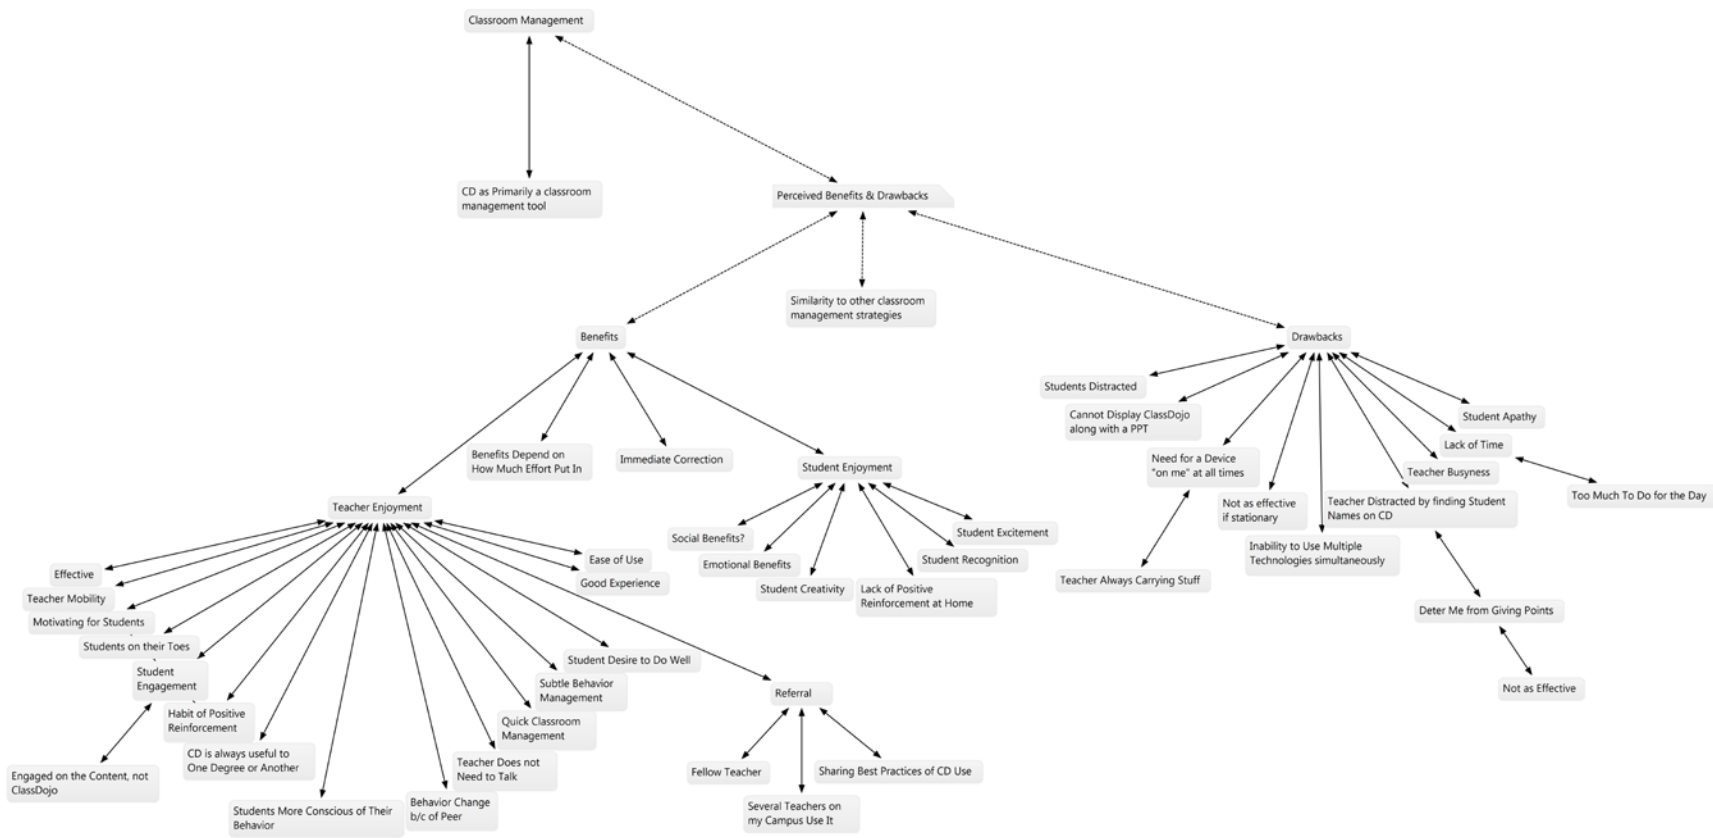 Classroom Management
CD as Primarily a classroom
management tool
Perceived Benefits & Drawbacks
Similarity to other classroom
management strategies
Benefits
Drawbacks
Benefits Depend on
How Much Effort Put In
Immediate Correction
Student Enjoyment
Teacher Enjoyment
Social Benefits?
Emotional Benefits
Student Creativity
Lack of Positive
Reinforcement at Home
Student Recognition
Student Excitement
Effective
Teacher Mobility
Motivating for Students
Students on their Toes
Student
Engagement
Engaged on the Content, not
ClassDojo
Habit of Positive
Reinforcement
CD is always useful to
One Degree or Another
Students More Conscious of Their
Behavior
Behavior Change
b/c of Peer
Teacher Does not
Need to Talk
Quick Classroom
Management
Subtle Behavior
Management
Student Desire to Do Well
Ease of Use
Good Experience
Referral
Fellow Teacher
Several Teachers on
my Campus Use It
Sharing Best Practices of CD Use
Students Distracted
Cannot Display ClassDojo
along with a PPT
Need for a Device
"on me" at all times
Teacher Always Carrying Stuff
Not as effective
if stationary
Inability to Use Multiple
Technologies simultaneously
Teacher Distracted by finding Student
Names on CD
Deter Me from Giving Points
Not as Effective
Teacher Busyness
Lack of Time
Too Much To Do for the Day
Student Apathy